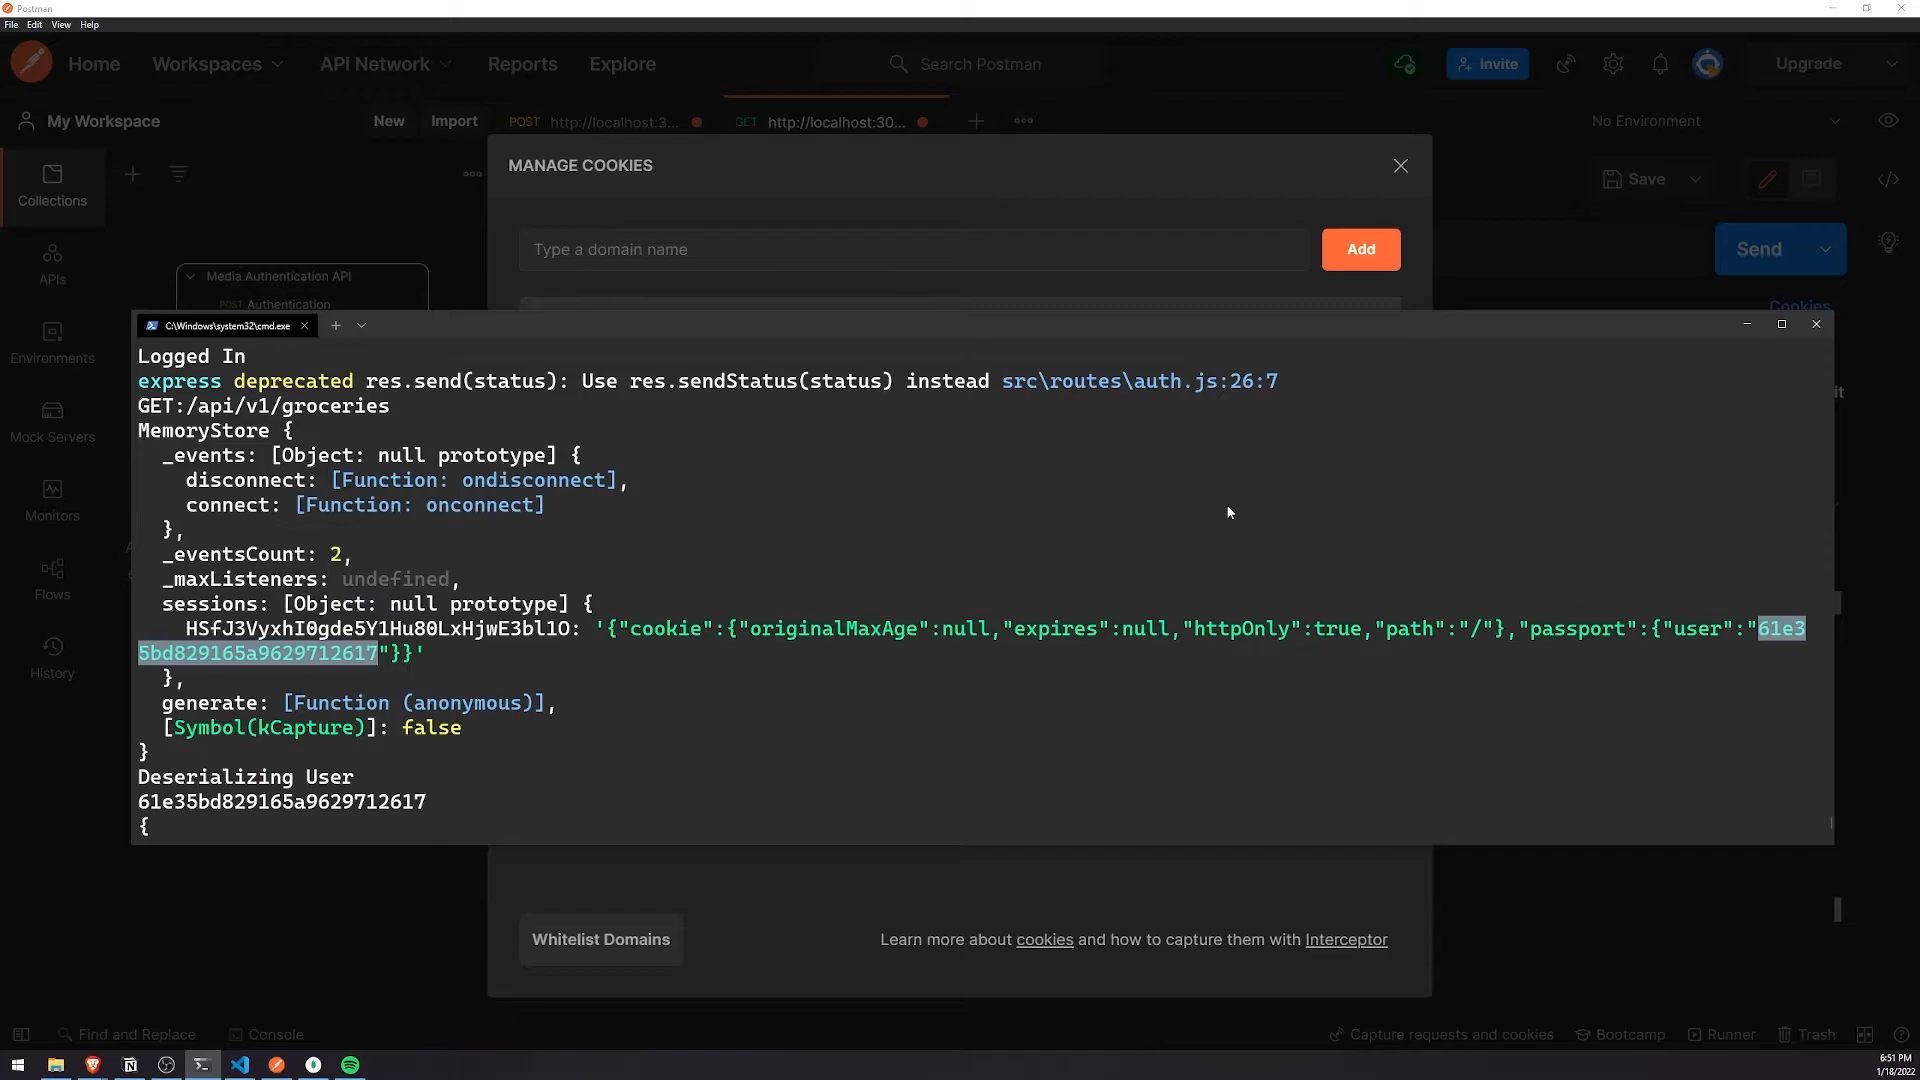 Postman
File Edit View Help
Home Workspaces API Network Reports Explore Search Postman Invite Upgrade
My Workspace New Import POST http://localhost:3... GET http://localhost:30... No Environment
MANAGE COOKIES
Save
Collections
Type a domain name Add Send
APIs
Media Authentication API
POST Authentication
Cookies
C:\Windows\system32\cmd.exe
Environments
Mock Servers
Monitors
Flows
History
Logged In
express deprecated res.send(status): Use res.sendStatus(status) instead src\routes\auth.js:26:7
GET:/api/v1/groceries
MemoryStore {
_events: [Object: null prototype] {
disconnect: [Function: ondisconnect],
connect: [Function: onconnect]
},
_eventsCount: 2,
_maxListeners: undefined,
sessions: [Object: null prototype] {
HSfJ3VyxhI0gde5Y1Hu80LxHjwE3bl1O: '{"cookie":{"originalMaxAge":null,"expires":null,"httpOnly":true,"path":"/"},"passport":{"user":"61e3
5bd829165a9629712617"}}'
},
generate: [Function (anonymous)],
[Symbol(kCapture)]: false
}
Deserializing User
61e35bd829165a9629712617
{
Whitelist Domains Learn more about cookies and how to capture them with Interceptor
Find and Replace Console Capture requests and cookies Bootcamp Runner Trash
6:51 PM
1/18/2022